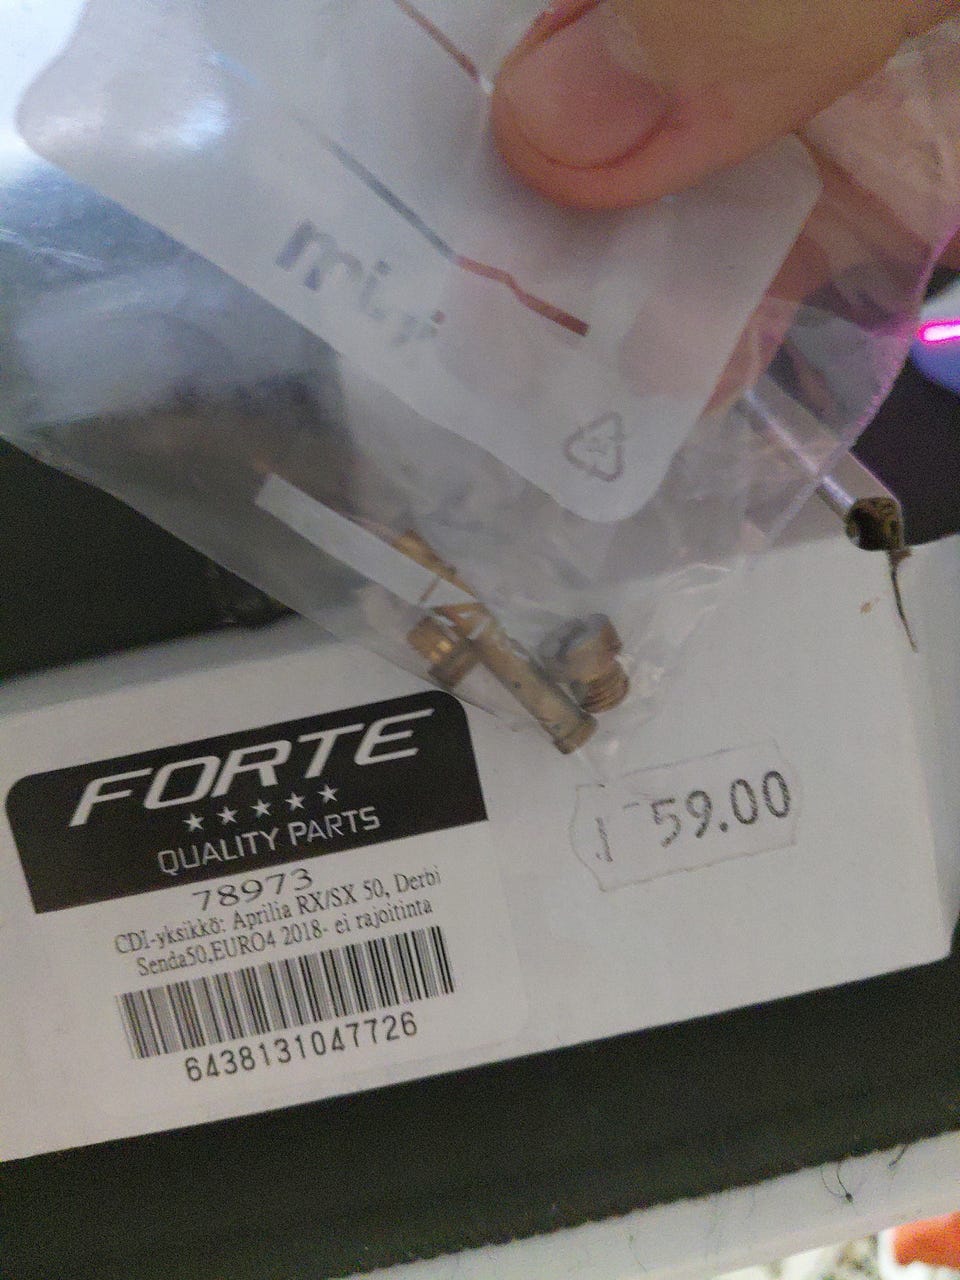 FORTE
QUALITY PARTS
78973
CDI-yksikkö: Aprilia RX/SX 50, Derbi
Senda50,EURO4 2018- ei rajoitinta
6438131047726
59.00